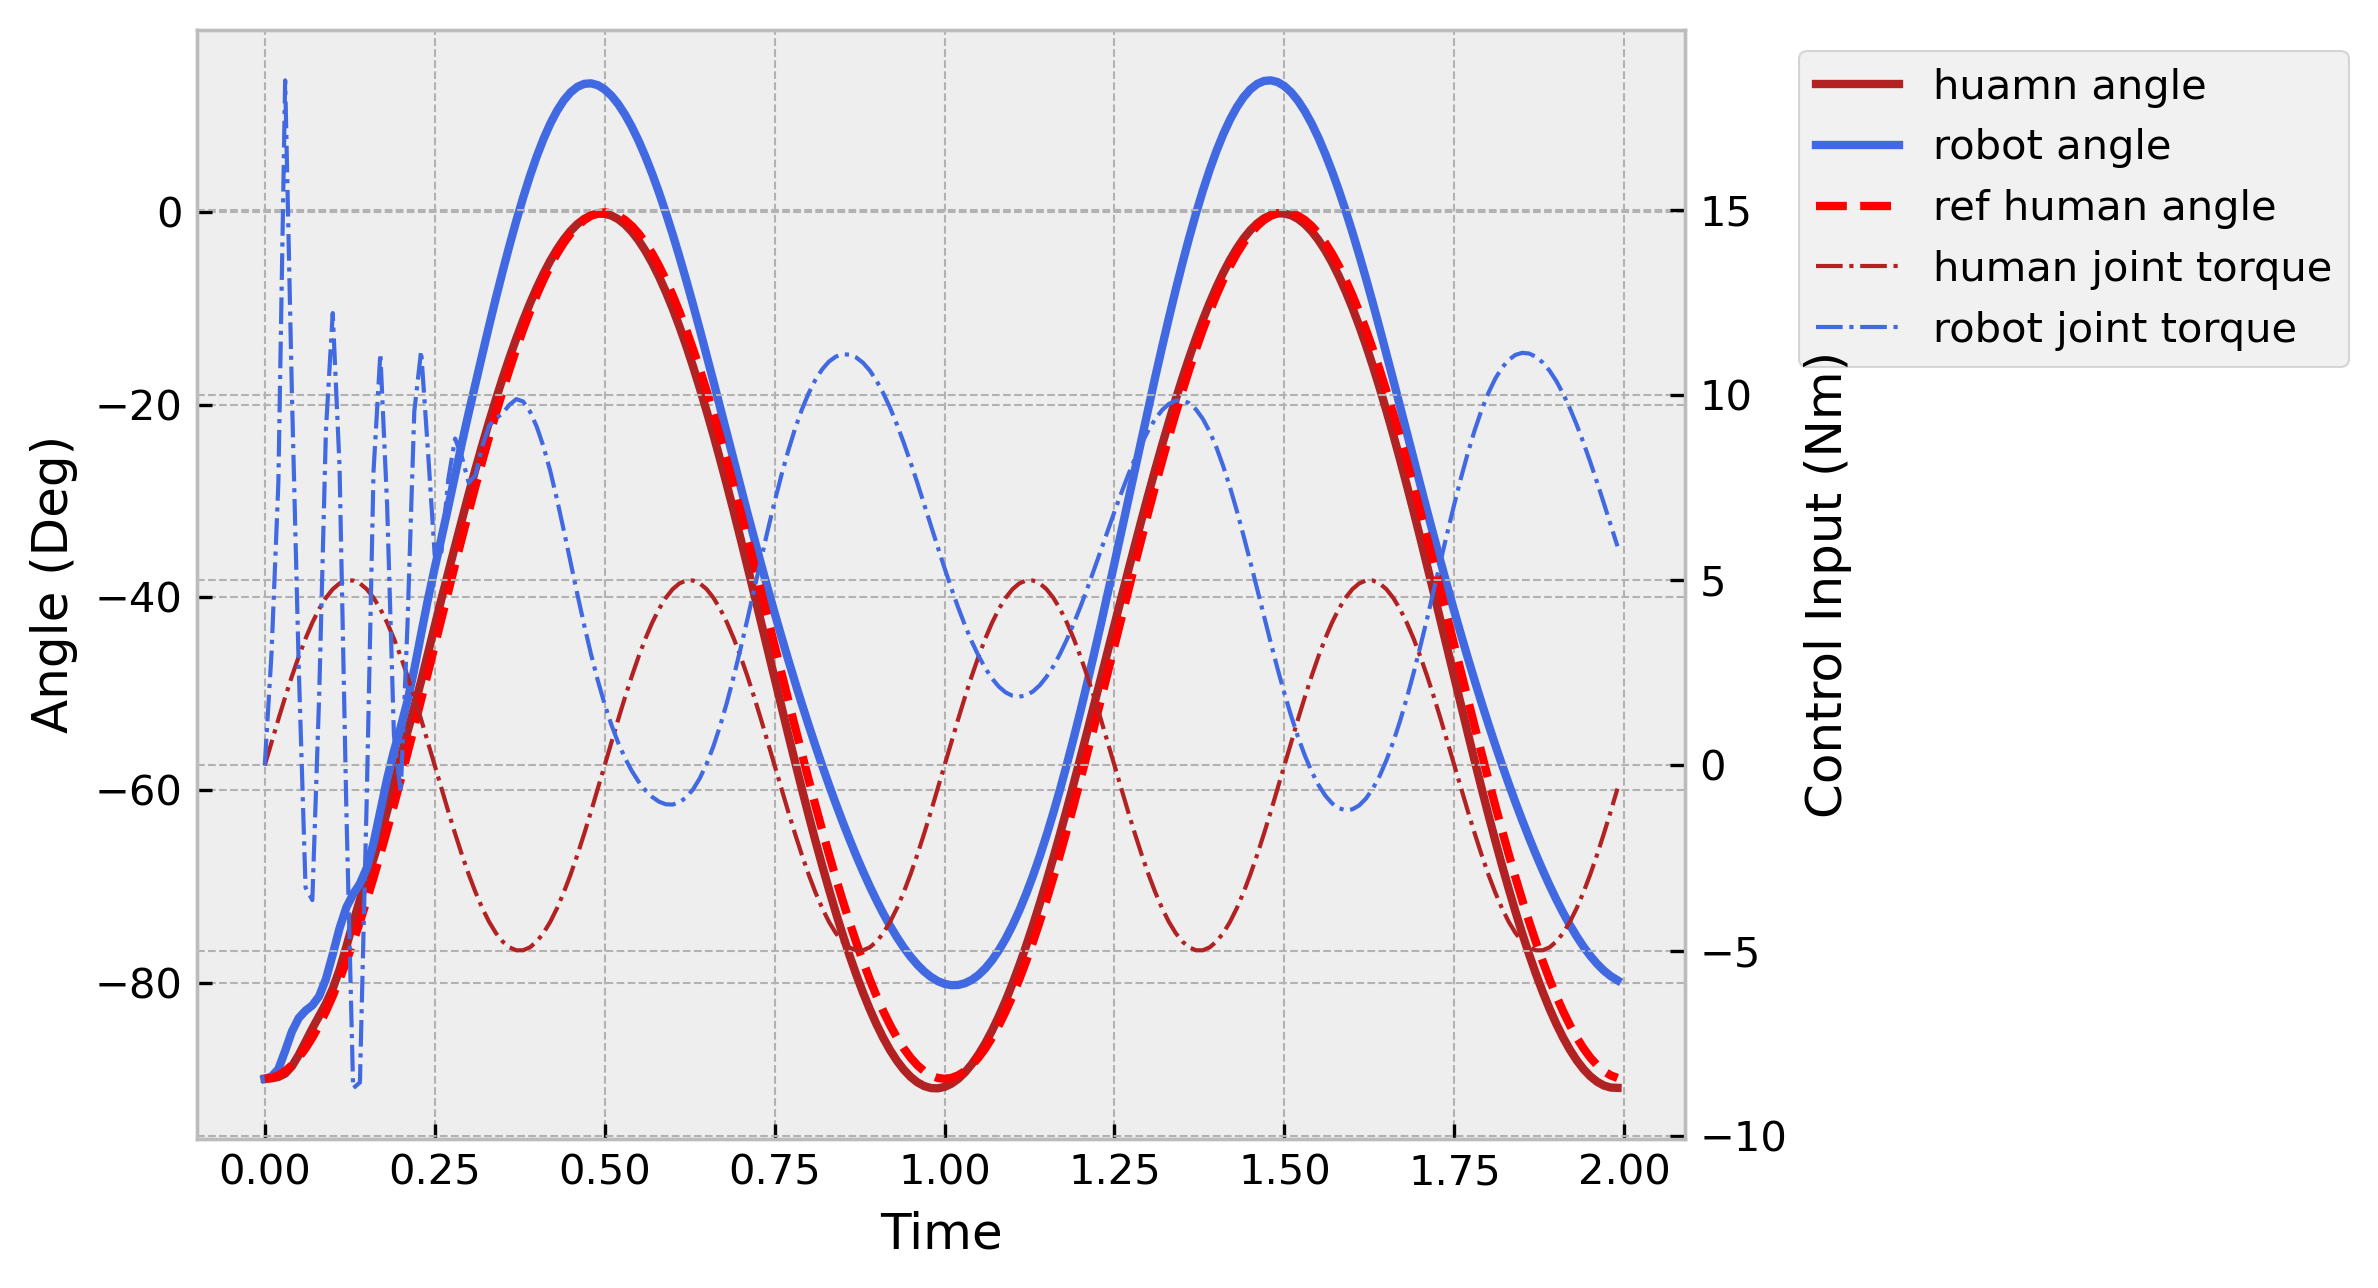 huamn angle
robot angle
ref human angle
human joint torque
robot joint torque
Angle (Deg)
0
−20
−40
−60
−80
15
10
5
0
−5
−10
Control Input (Nm)
0.00 0.25 0.50 0.75 1.00 1.25 1.50 1.75 2.00
Time